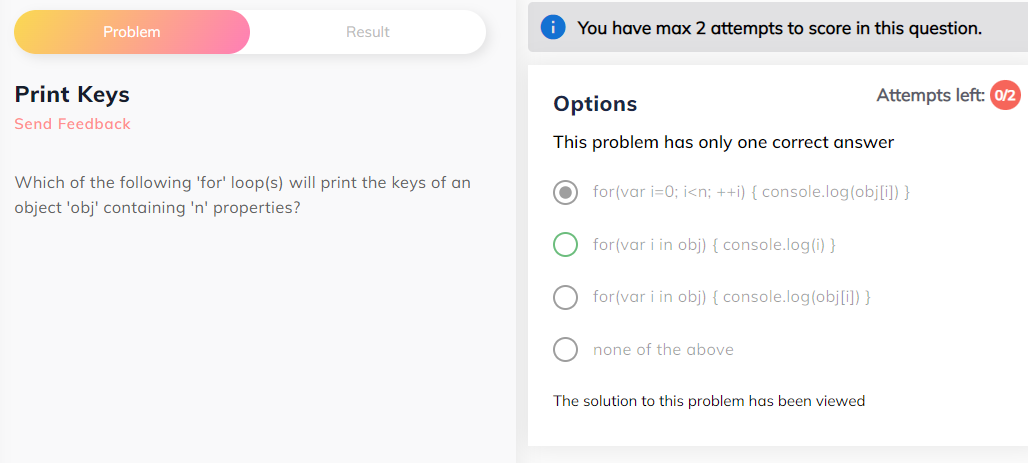 Problem
Result
Print Keys
Send Feedback
Which of the following 'for' loop(s) will print the keys of an
object 'obj' containing 'n' properties?
i
You have max 2 attempts to score in this question.
Options
Attempts left: 0/2
This problem has only one correct answer
for(var i=0; i<n; ++i) { console.log(obj[i]) }
for(var i in obj) { console.log(i) }
for(var i in obj) { console.log(obj[i]) }
none of the above
The solution to this problem has been viewed